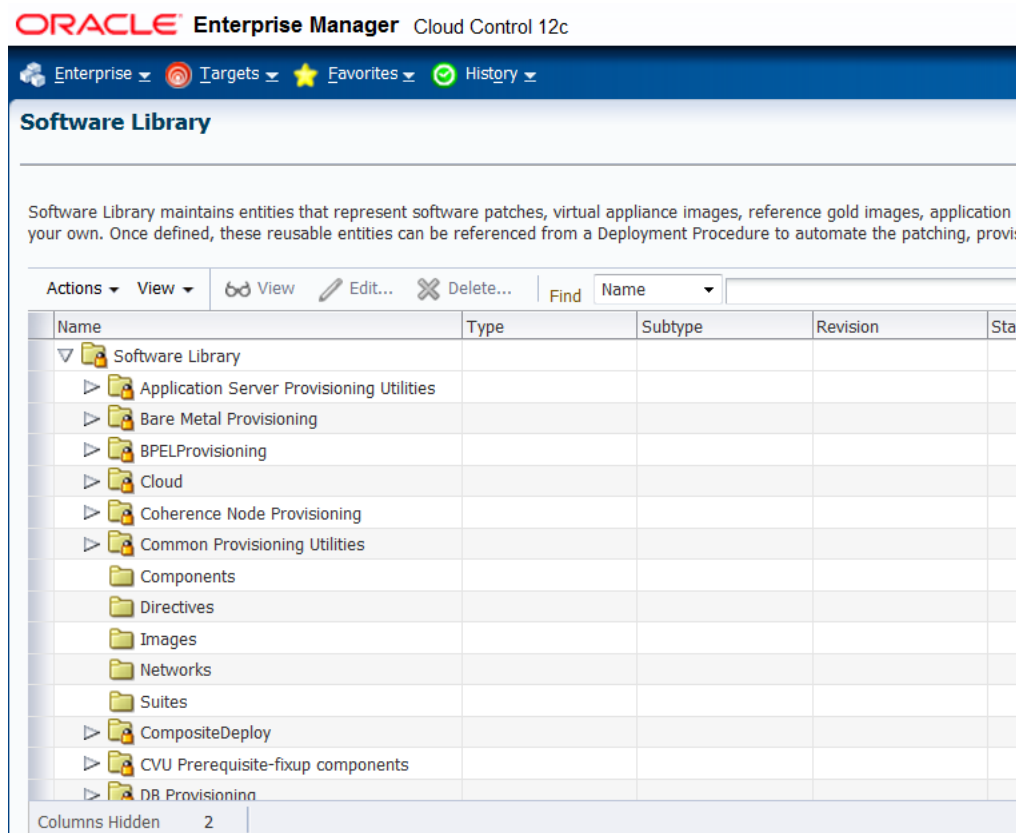 ORACLE Enterprise Manager Cloud Control 12c
Enterprise Targets Favorites History
Software Library
Software Library maintains entities that represent software patches, virtual appliance images, reference gold images, application
your own. Once defined, these reusable entities can be referenced from a Deployment Procedure to automate the patching, provis
Actions View View Edit... Delete... Find Name
Name Type Subtype Revision Sta
Software Library
Application Server Provisioning Utilities
Bare Metal Provisioning
BPELProvisioning
Cloud
Coherence Node Provisioning
Common Provisioning Utilities
Components
Directives
Images
Networks
Suites
CompositeDeploy
CVU Prerequisite-fixup components
DB Provisioning
Columns Hidden 2